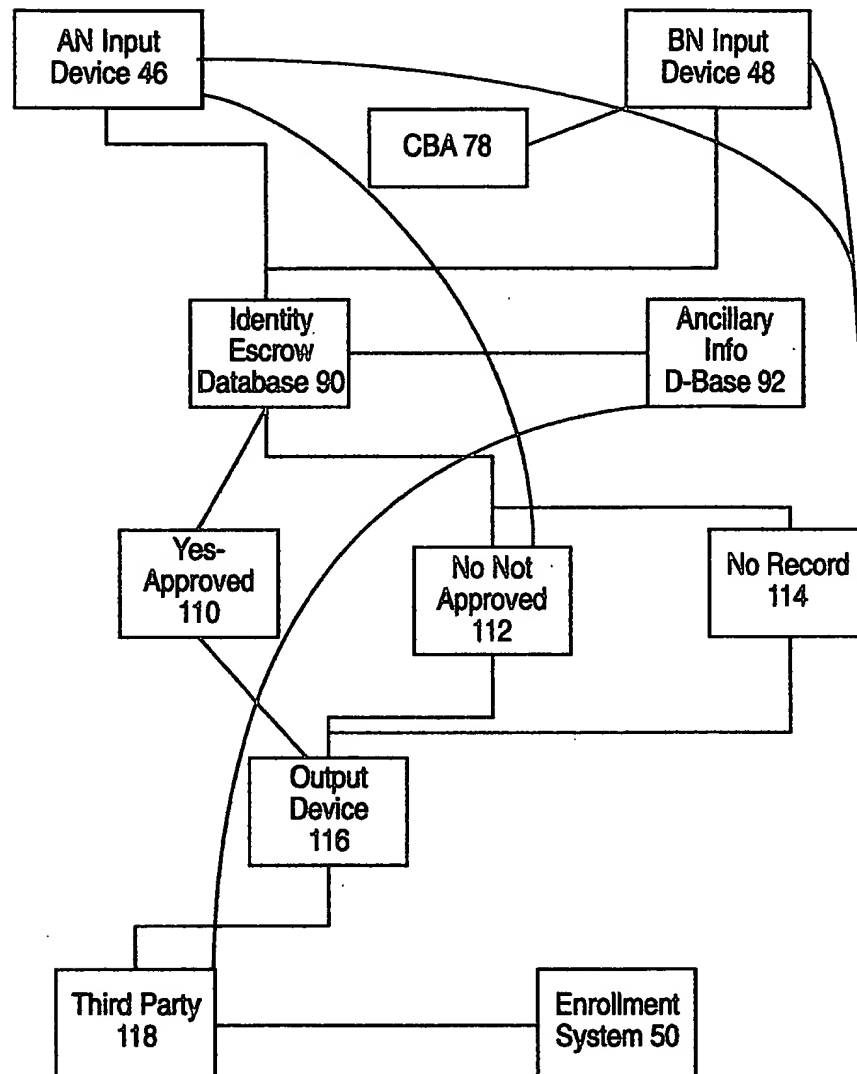 AN Input
Device 46
BN Input
Device 48
CBA 78
Identity
Escrow
Database 90
Ancillary
Info
D-Base 92
Yes-
Approved
110
No Not
Approved
112
No Record
114
Output
Device
116
Third Party
118
Enrollment
System 50